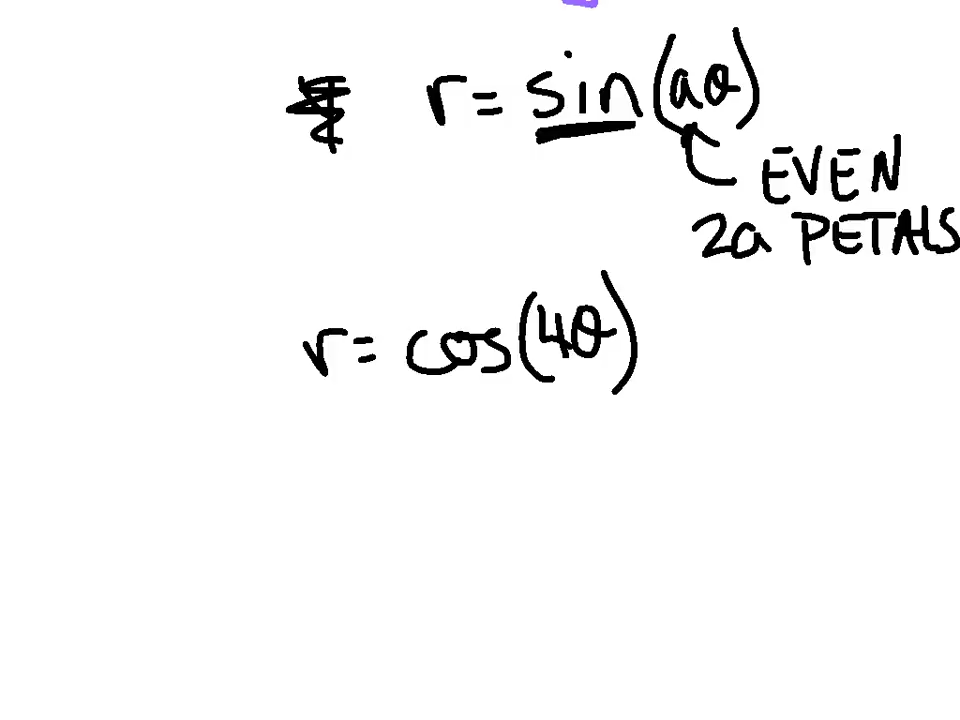 r = sin(aθ)
EVEN
2a PETALS
r = cos(4θ)